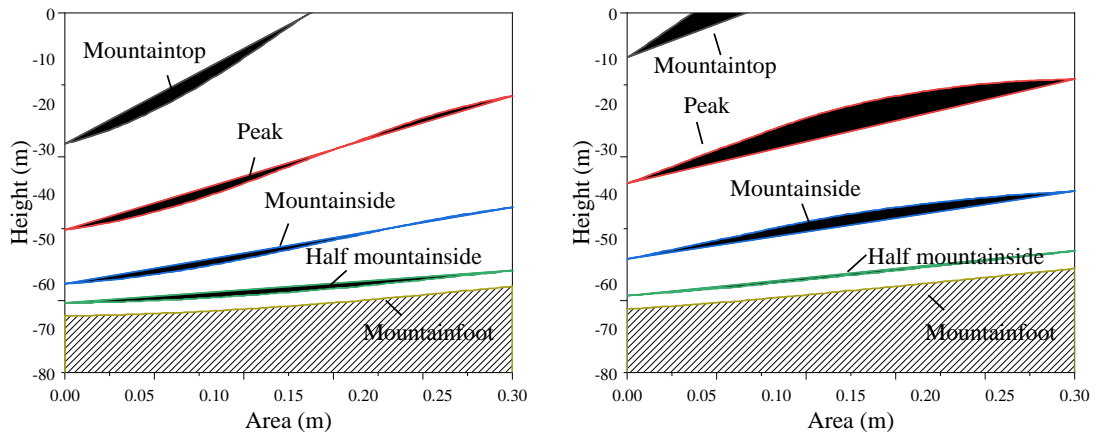 0
-10
-20
-30
-40
-50
-60
-70
-80
Height (m)
Mountaintop
Peak
Mountainside
Half mountainside
Mountainfoot
0.00 0.05 0.10 0.15 0.20 0.25 0.30
Area (m)
0
-10
-20
-30
-40
-50
-60
-70
-80
Height (m)
Mountaintop
Peak
Mountainside
Half mountainside
Mountainfoot
0.00 0.05 0.10 0.15 0.20 0.25 0.30
Area (m)